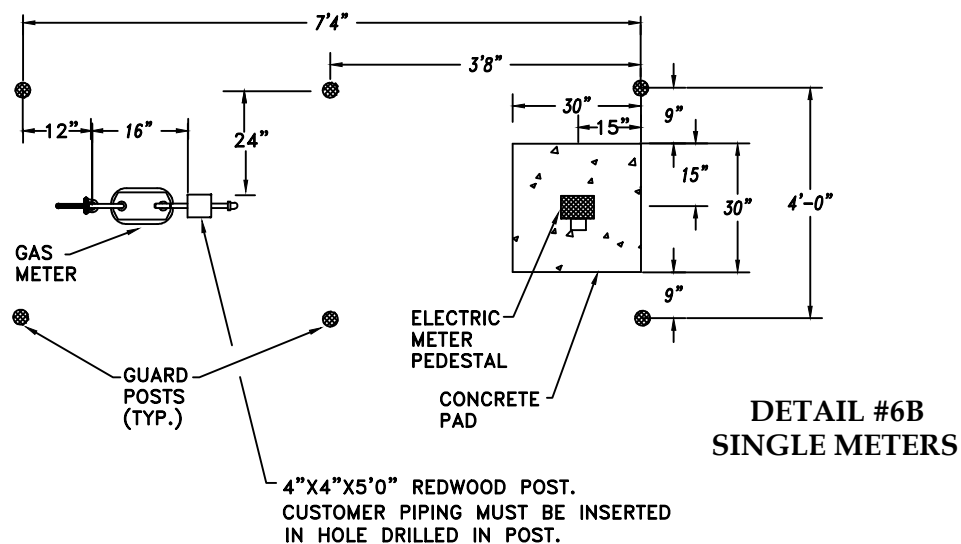 7'4"
3'8"
30"
9"
12"
16"
24"
15"
15"
30"
4'-0"
GAS
METER
9"
ELECTRIC
METER
PEDESTAL
GUARD
POSTS
(TYP.)
CONCRETE
PAD
DETAIL #6B
SINGLE METERS
4"X4"X5'0" REDWOOD POST.
CUSTOMER PIPING MUST BE INSERTED
IN HOLE DRILLED IN POST.